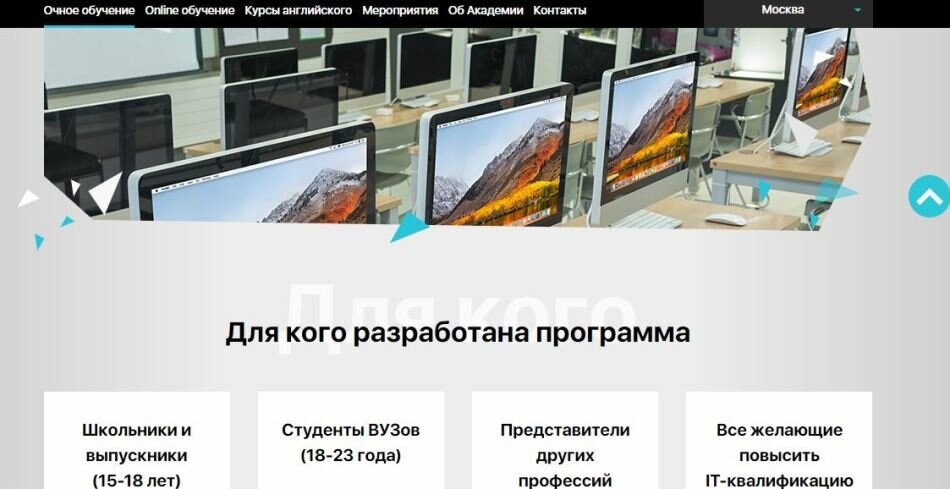 Очное обучение Online обучение Курсы английского Мероприятия Об Академии Контакты Москва
Для кого
Для кого разработана программа
Школьники и
выпускники
(15-18 лет)
Студенты ВУЗов
(18-23 года)
Представители
других
профессий
Все желающие
повысить
IT-квалификацию